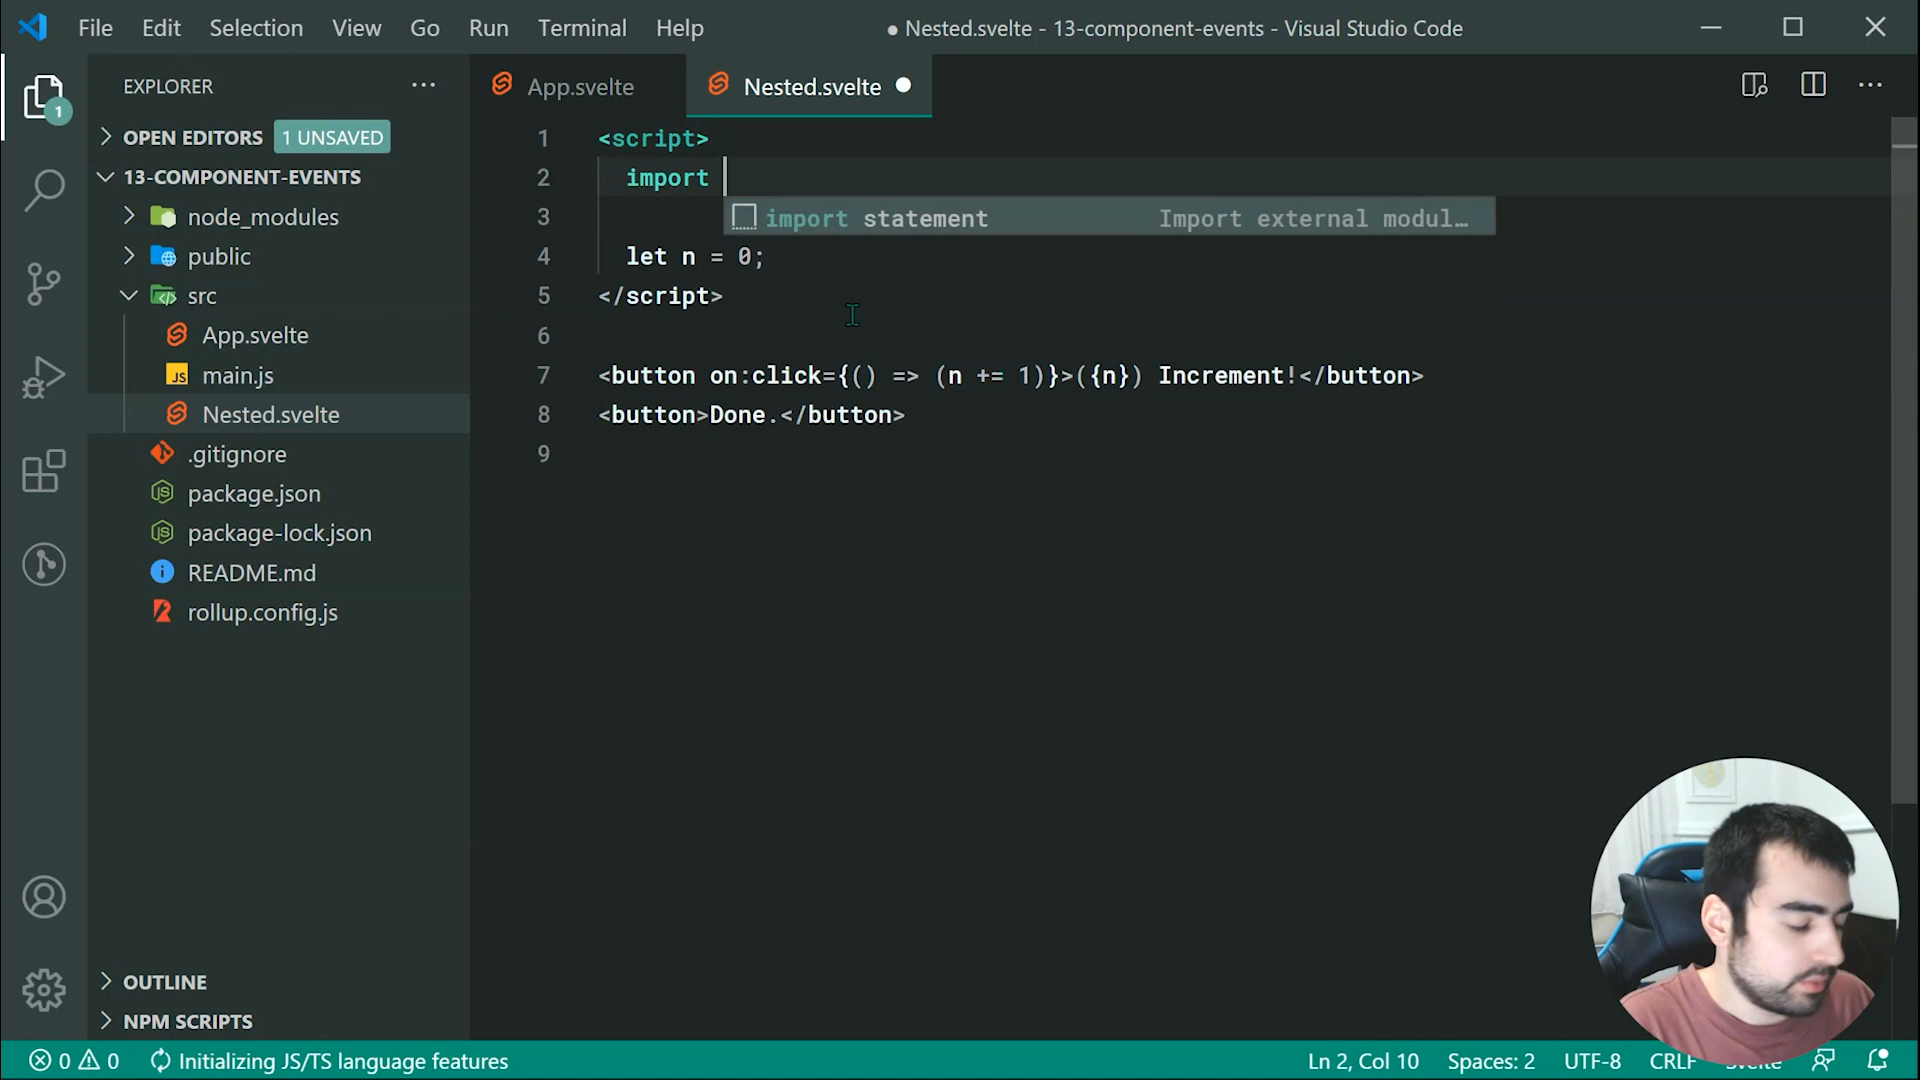 File Edit Selection View Go Run Terminal Help
● Nested.svelte - 13-component-events - Visual Studio Code
EXPLORER
OPEN EDITORS 1 UNSAVED
13-COMPONENT-EVENTS
node_modules
public
src
App.svelte
JS main.js
Nested.svelte
.gitignore
package.json
package-lock.json
README.md
rollup.config.js
OUTLINE
NPM SCRIPTS
1
App.svelte
Nested.svelte
1 <script>
2 import
import statement Import external modul…
3
4 let n = 0;
5 </script>
6
7 <button on:click={() => (n += 1)}>({n}) Increment!</button>
8 <button>Done.</button>
9
0 0 Initializing JS/TS language features
Ln 2, Col 10 Spaces: 2 UTF-8 CRLF Svelte